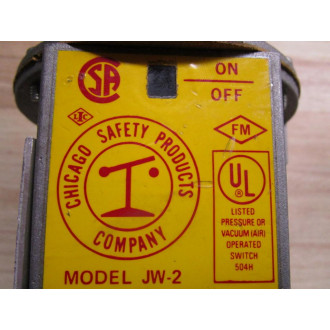 SA
ON
OFF
FM
CHICAGO SAFETY PRODUCTS
COMPANY
UL
®
LISTED
PRESSURE OR
VACUUM (AIR)
OPERATED
SWITCH
504H
MODEL JW-2